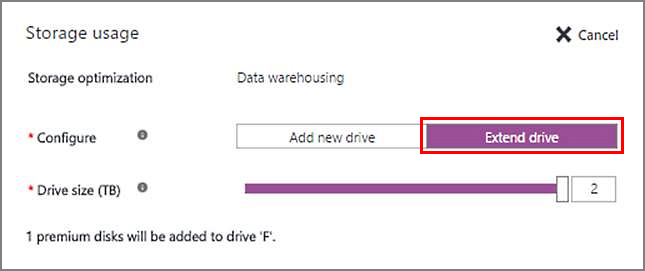 Storage usage
Cancel
Storage optimization Data warehousing
* Configure Add new drive Extend drive
* Drive size (TB) 2
1 premium disks will be added to drive 'F'.